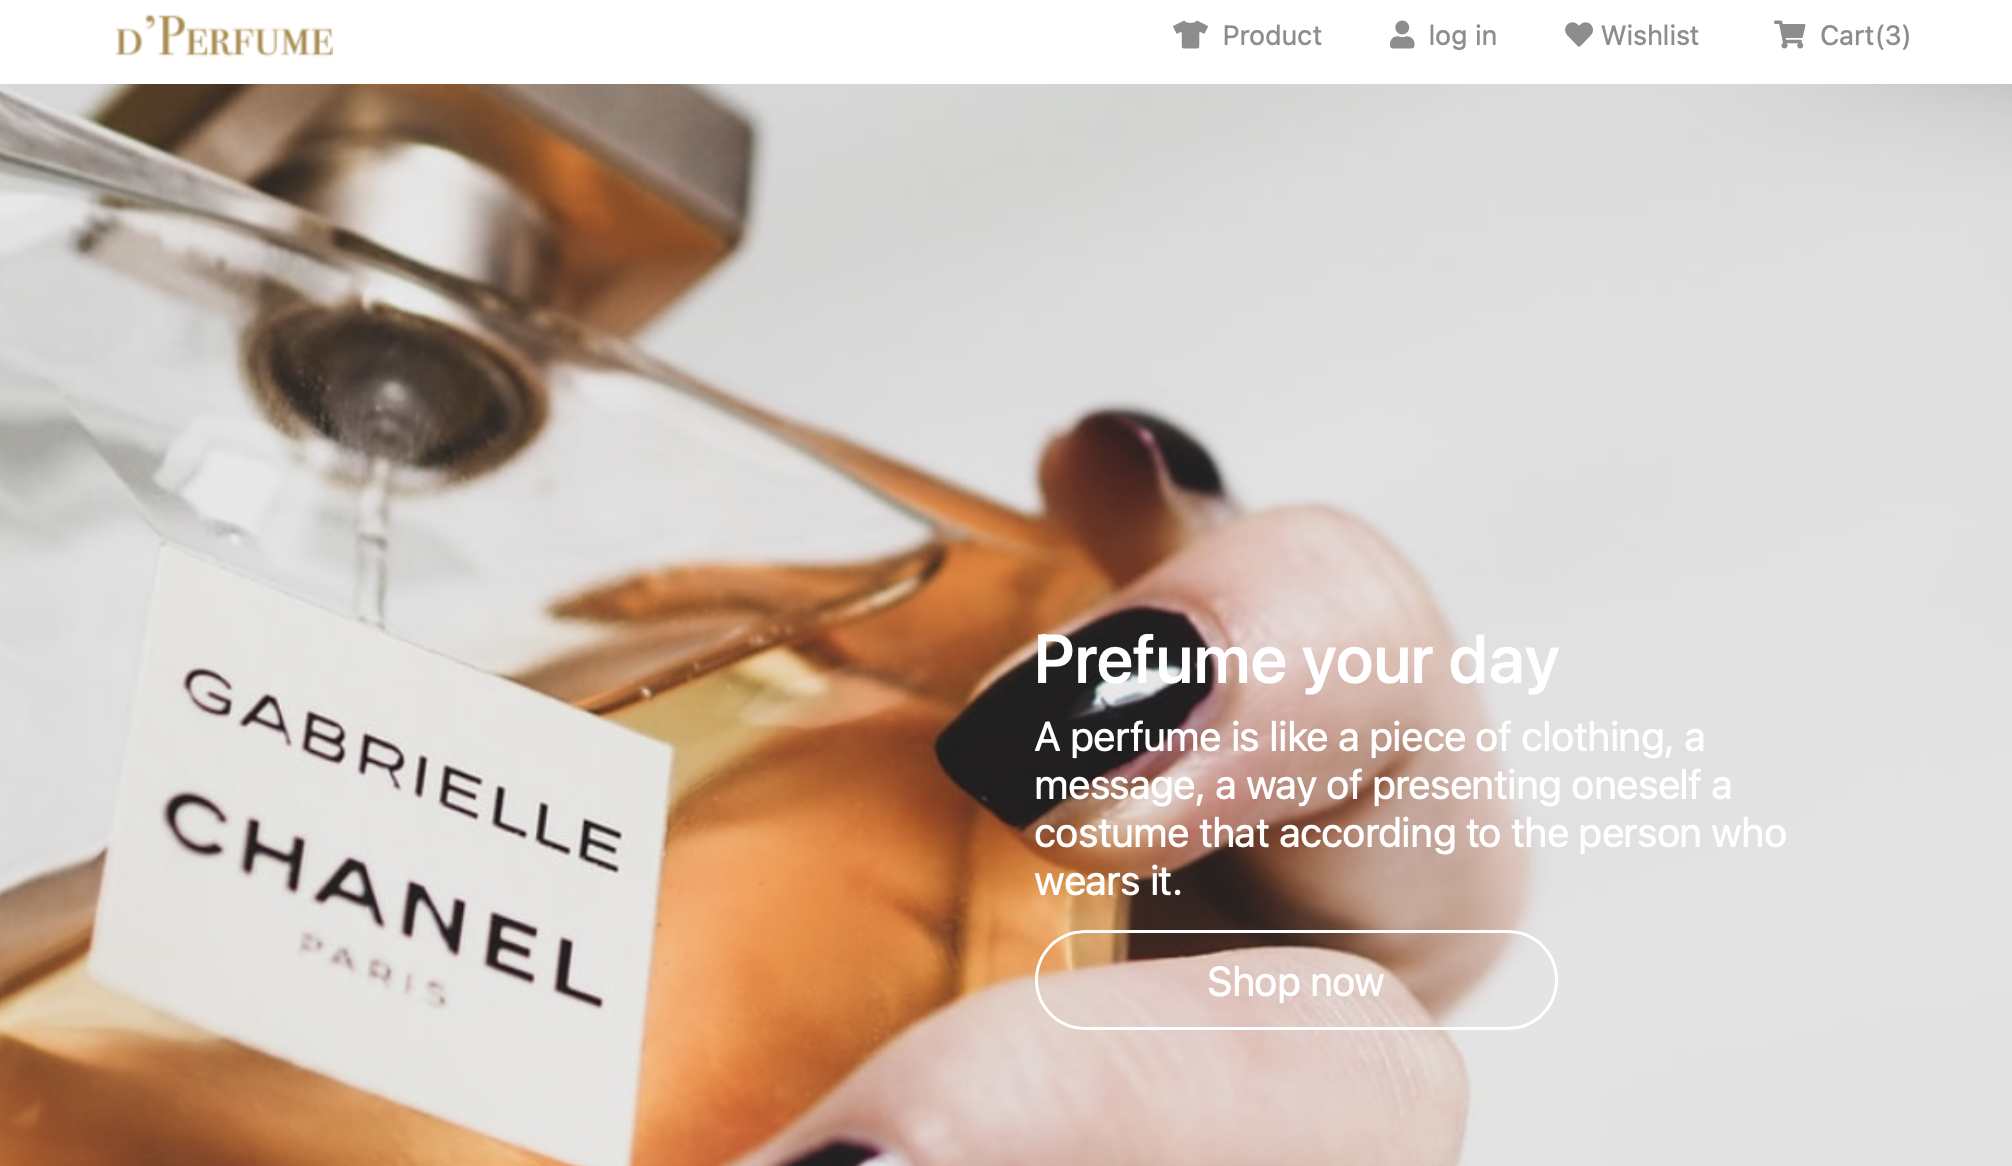 D'PERFUME
Product
log in
Wishlist
Cart(3)
GABRIELLE
CHANEL
PARIS
Prefume your day
A perfume is like a piece of clothing, a
message, a way of presenting oneself a
costume that according to the person who
wears it.
Shop now